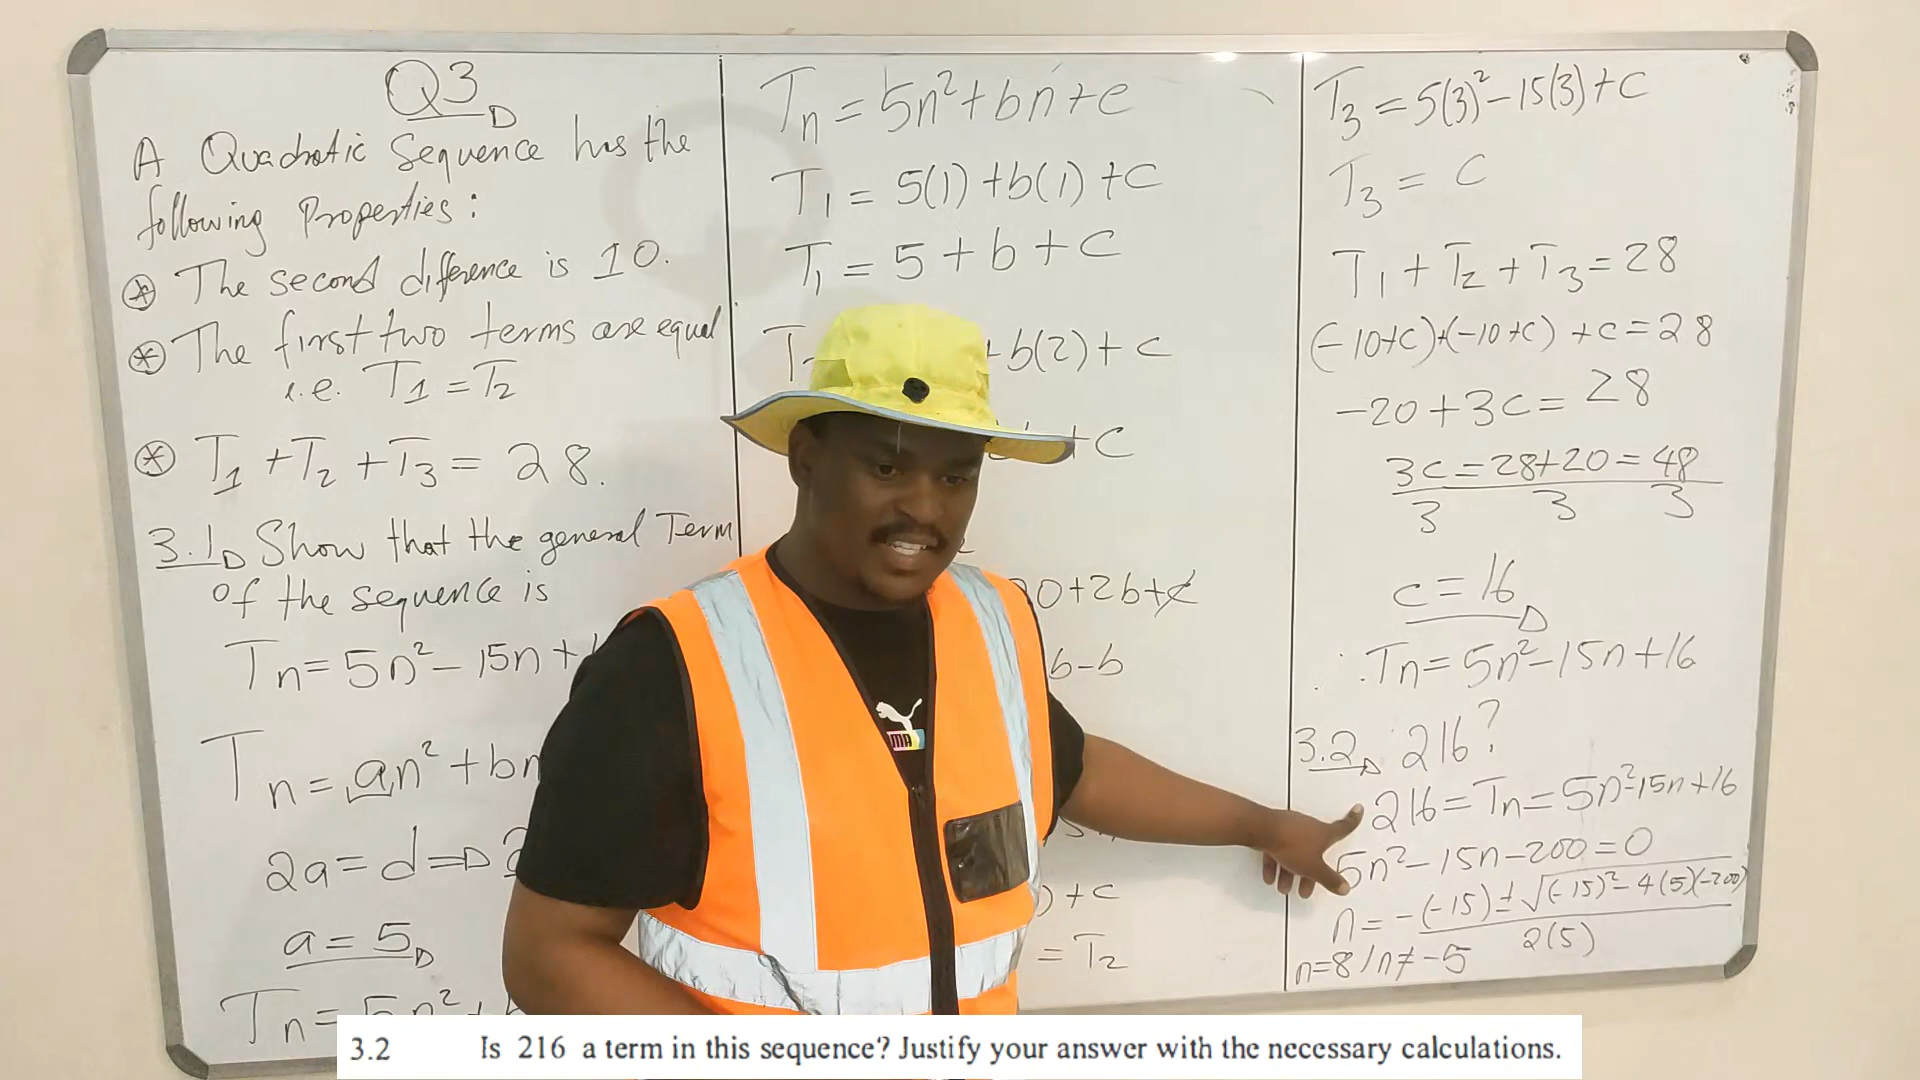 Q3
A Quadratic Sequence has the
following Properties:
* The second difference is 10.
* The first two terms are equal
i.e. T1 = T2
* T1 + T2 + T3 = 28.
3.1 Show that the general Term
of the sequence is
Tn = 5n² - 15n +
Tn = an² + bn
2a = d ⇒
a = 5
Tn = 5n² +
Tn = 5n² + bn + c
T1 = 5(1) + b(1) + c
T1 = 5 + b + c
+ b(2) + c
+ c
0 + 2b + c
b - b
) + c
= T2
T3 = 5(3)² - 15(3) + c
T3 = c
T1 + T2 + T3 = 28
(-10+c)+(-10+c) + c = 28
-20 + 3c = 28
3c = 28+20 = 48
3 3 3
c = 16
∴ Tn = 5n² - 15n + 16
3.2 216?
216 = Tn = 5n² - 15n + 16
5n² - 15n - 200 = 0
n = -(-15) ± √(-15)² - 4(5)(-200)
2(5)
n = 8 / n ≠ -5
PUMA
3.2 Is 216 a term in this sequence? Justify your answer with the necessary calculations.